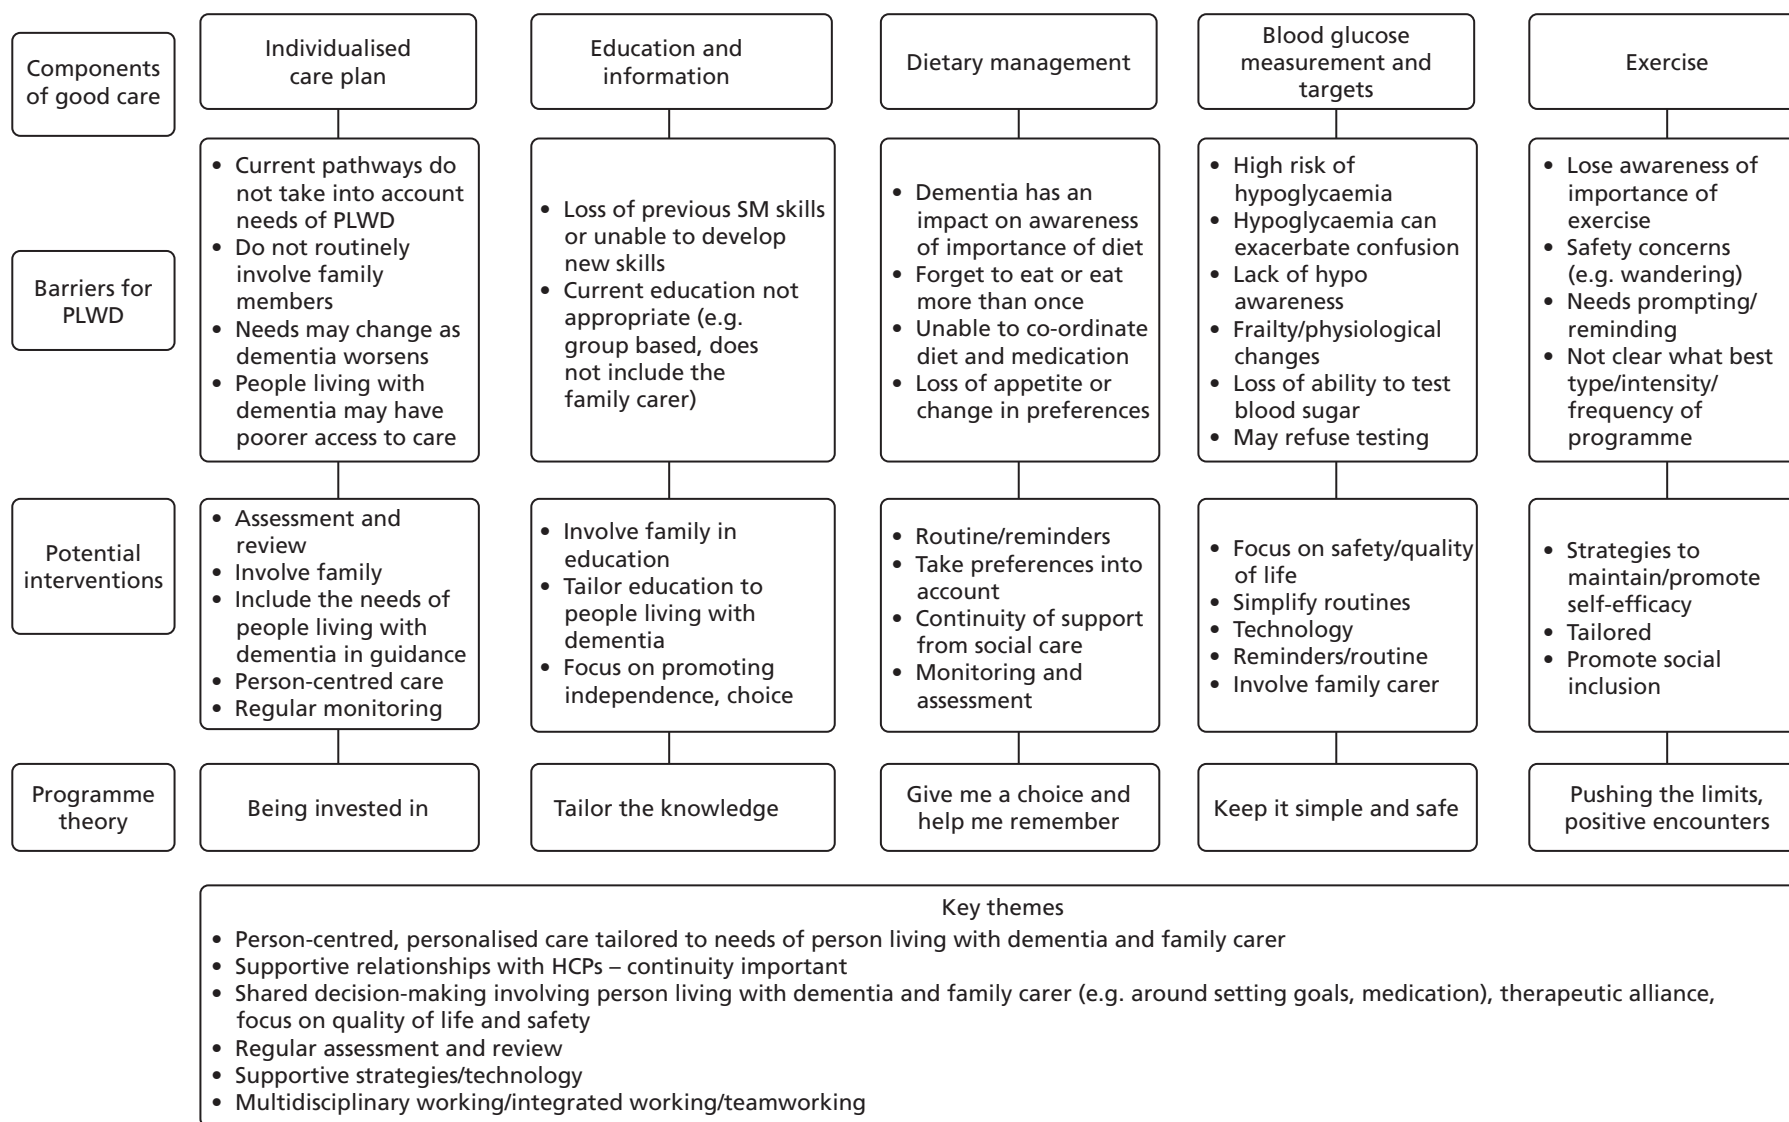 Components
of good care
Individualised
care plan
Education and
information
Dietary management
Blood glucose
measurement and
targets
Exercise
Barriers for
PLWD
• Current pathways do
not take into account
needs of PLWD
• Do not routinely
involve family
members
• Needs may change as
dementia worsens
• People living with
dementia may have
poorer access to care
• Loss of previous SM skills
or unable to develop
new skills
• Current education not
appropriate (e.g.
group based, does
not include the
family carer)
• Dementia has an
impact on awareness
of importance of diet
• Forget to eat or eat
more than once
• Unable to co-ordinate
diet and medication
• Loss of appetite or
change in preferences
• High risk of
hypoglycaemia
• Hypoglycaemia can
exacerbate confusion
• Lack of hypo
awareness
• Frailty/physiological
changes
• Loss of ability to test
blood sugar
• May refuse testing
• Lose awareness of
importance of
exercise
• Safety concerns
(e.g. wandering)
• Needs prompting/
reminding
• Not clear what best
type/intensity/
frequency of
programme
Potential
interventions
• Assessment and
review
• Involve family
• Include the needs of
people living with
dementia in guidance
• Person-centred care
• Regular monitoring
• Involve family in
education
• Tailor education to
people living with
dementia
• Focus on promoting
independence, choice
• Routine/reminders
• Take preferences into
account
• Continuity of support
from social care
• Monitoring and
assessment
• Focus on safety/quality
of life
• Simplify routines
• Technology
• Reminders/routine
• Involve family carer
• Strategies to
maintain/promote
self-efficacy
• Tailored
• Promote social
inclusion
Programme
theory
Being invested in
Tailor the knowledge
Give me a choice and
help me remember
Keep it simple and safe
Pushing the limits,
positive encounters
Key themes
• Person-centred, personalised care tailored to needs of person living with dementia and family carer
• Supportive relationships with HCPs – continuity important
• Shared decision-making involving person living with dementia and family carer (e.g. around setting goals, medication), therapeutic alliance,
focus on quality of life and safety
• Regular assessment and review
• Supportive strategies/technology
• Multidisciplinary working/integrated working/teamworking